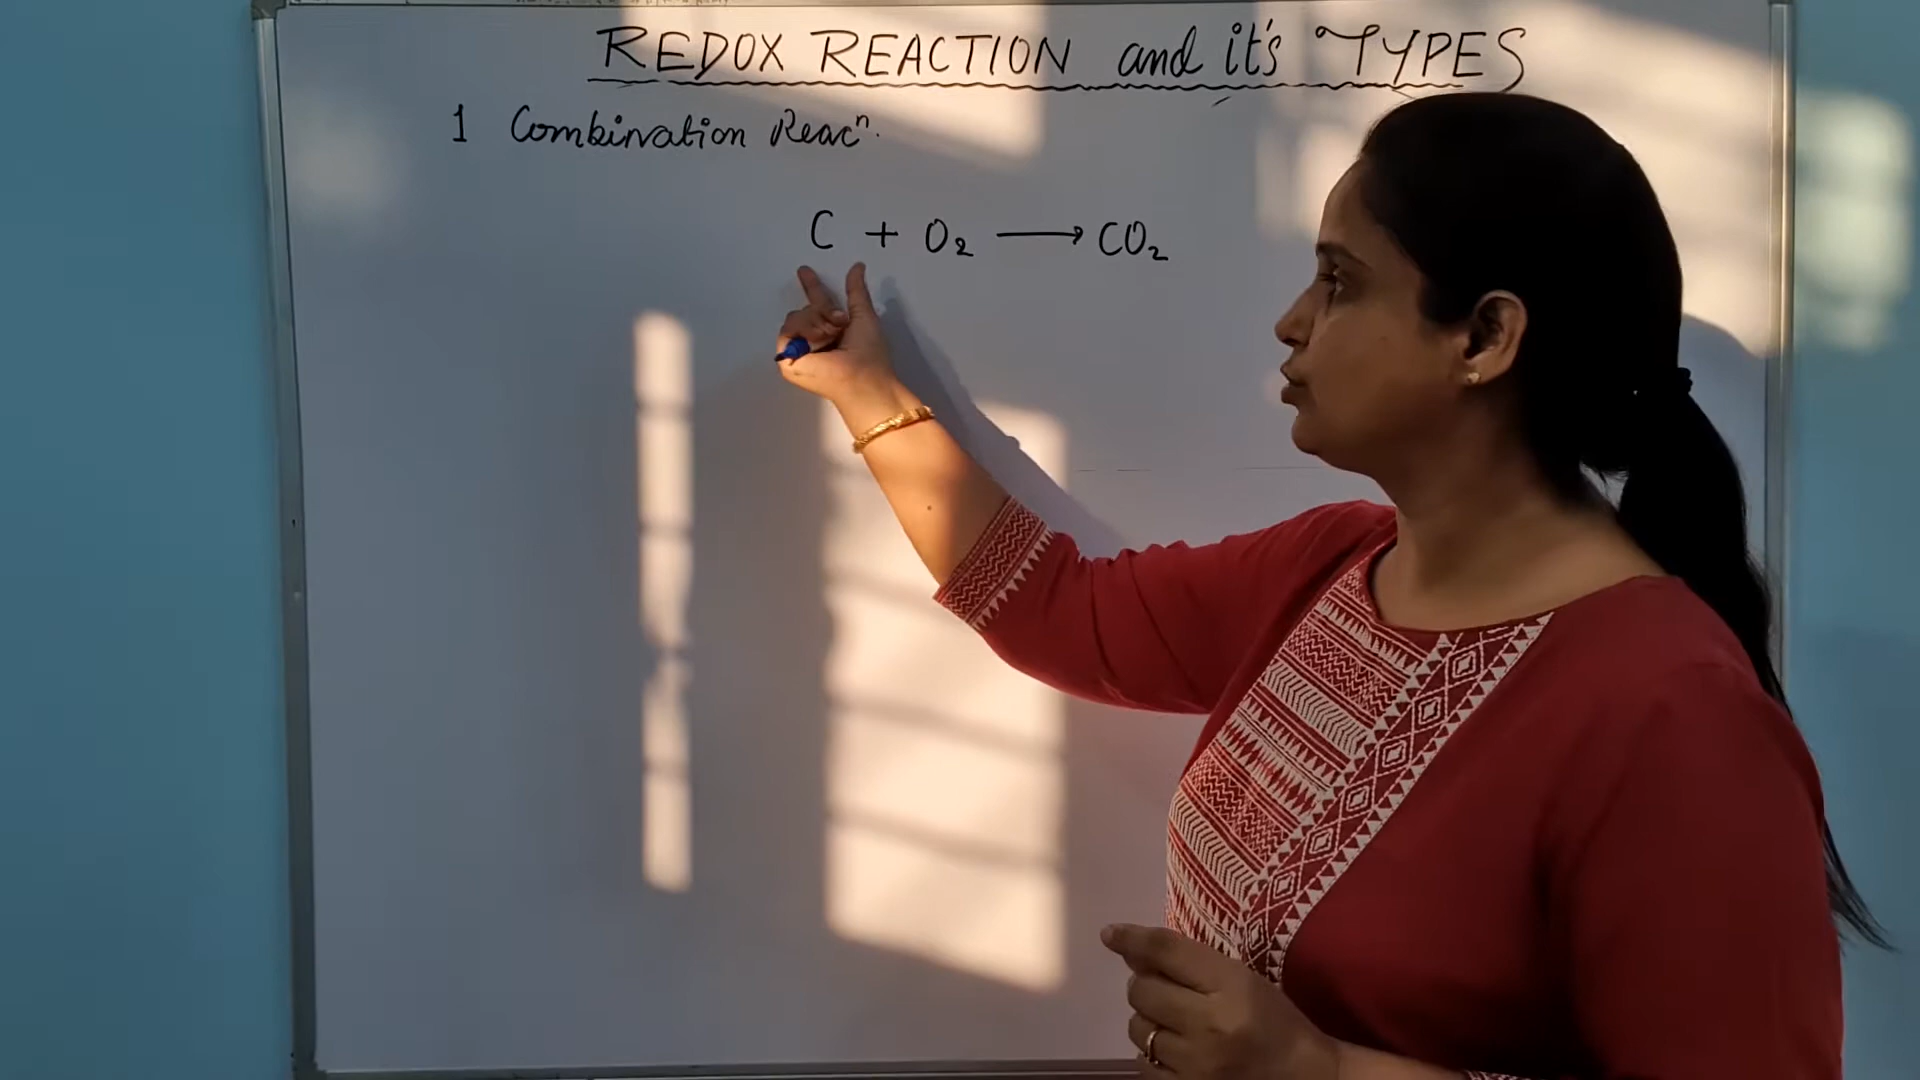 REDOX REACTION and it's TYPES
1 Combination Reacⁿ.
C + O₂ ⟶ CO₂